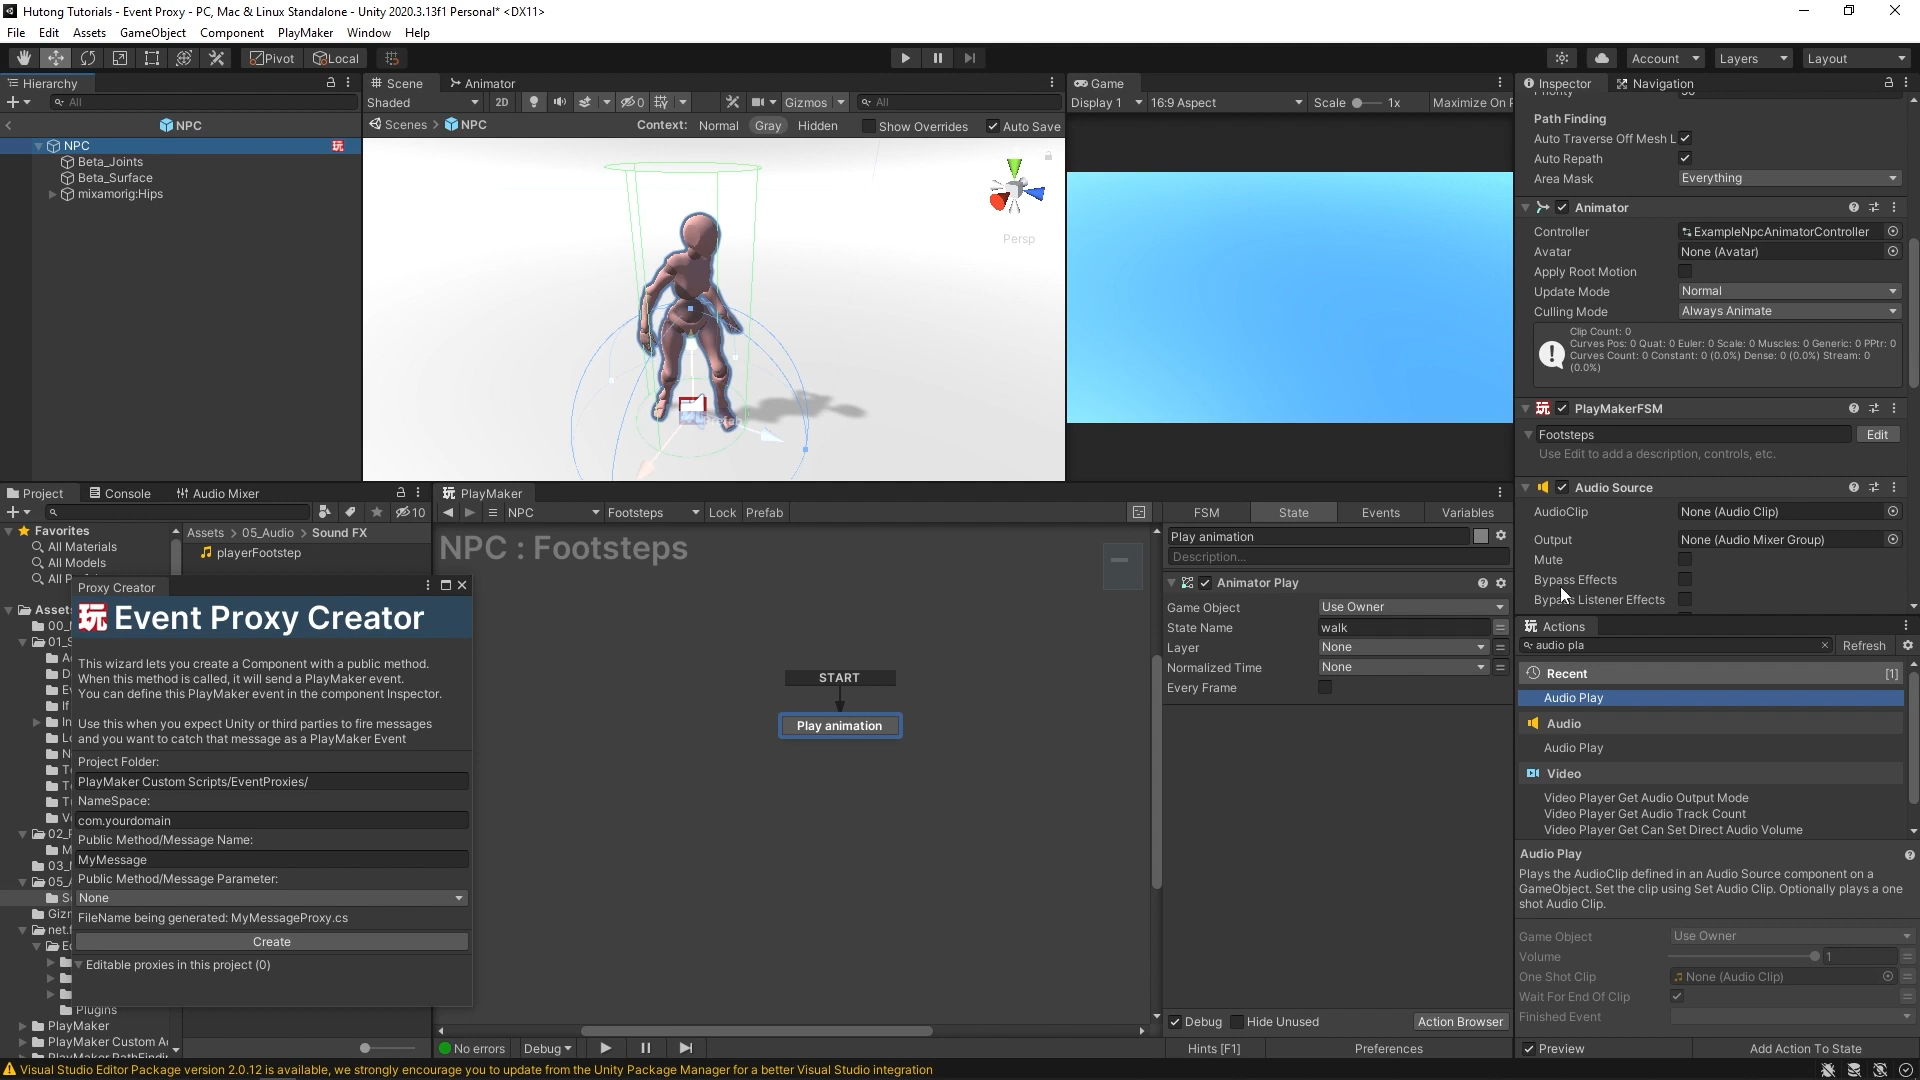 Hutong Tutorials - Event Proxy - PC, Mac & Linux Standalone - Unity 2020.3.13f1 Personal* <DX11>
File Edit Assets GameObject Component PlayMaker Window Help
Pivot Local Account Layers Layout
Hierarchy
All
NPC
NPC 玩
Beta_Joints
Beta_Surface
mixamorig:Hips
Scene Animator
Shaded 2D 0 Gizmos All
Scenes > NPC Context: Normal Gray Hidden Show Overrides Auto Save
Persp
Game
Display 1 16:9 Aspect Scale 1x Maximize On P
Inspector Navigation
Path Finding
Auto Traverse Off Mesh L
Auto Repath
Area Mask Everything
Animator
Controller ExampleNpcAnimatorController
Avatar None (Avatar)
Apply Root Motion
Update Mode Normal
Culling Mode Always Animate
Clip Count: 0
Curves Pos: 0 Quat: 0 Euler: 0 Scale: 0 Muscles: 0 Generic: 0 PPtr: 0
Curves Count: 0 Constant: 0 (0.0%) Dense: 0 (0.0%) Stream: 0
(0.0%)
玩 PlayMakerFSM
Footsteps Edit
Use Edit to add a description, controls, etc.
Audio Source
AudioClip None (Audio Clip)
Output None (Audio Mixer Group)
Mute
Bypass Effects
Bypass Listener Effects
Project Console Audio Mixer
10
Favorites
All Materials
All Models
All P
Assets > 05_Audio > Sound FX
playerFootstep
Assets
Proxy Creator
玩 Event Proxy Creator
This wizard lets you create a Component with a public method.
When this method is called, it will send a PlayMaker event.
You can define this PlayMaker event in the component Inspector.
Use this when you expect Unity or third parties to fire messages
and you want to catch that message as a PlayMaker Event
Project Folder:
PlayMaker Custom Scripts/EventProxies/
NameSpace:
com.yourdomain
Public Method/Message Name:
MyMessage
Public Method/Message Parameter:
None
FileName being generated: MyMessageProxy.cs
Create
Editable proxies in this project (0)
Plugins
PlayMaker
PlayMaker Custom A
玩 PlayMaker
NPC Footsteps Lock Prefab
NPC : Footsteps
START
Play animation
No errors Debug
FSM State Events Variables
Play animation
Description...
Animator Play
Game Object Use Owner
State Name walk
Layer None
Normalized Time None
Every Frame
Debug Hide Unused Action Browser
Hints [F1] Preferences
玩 Actions
audio pla Refresh
Recent [1]
Audio Play
Audio
Audio Play
Video
Video Player Get Audio Output Mode
Video Player Get Audio Track Count
Video Player Get Can Set Direct Audio Volume
Audio Play
Plays the AudioClip defined in an Audio Source component on a
GameObject. Set the clip using Set Audio Clip. Optionally plays a one
shot Audio Clip.
Game Object Use Owner
Volume 1
One Shot Clip None (Audio Clip)
Wait For End Of Clip
Finished Event
Preview Add Action To State
Visual Studio Editor Package version 2.0.12 is available, we strongly encourage you to update from the Unity Package Manager for a better Visual Studio integration